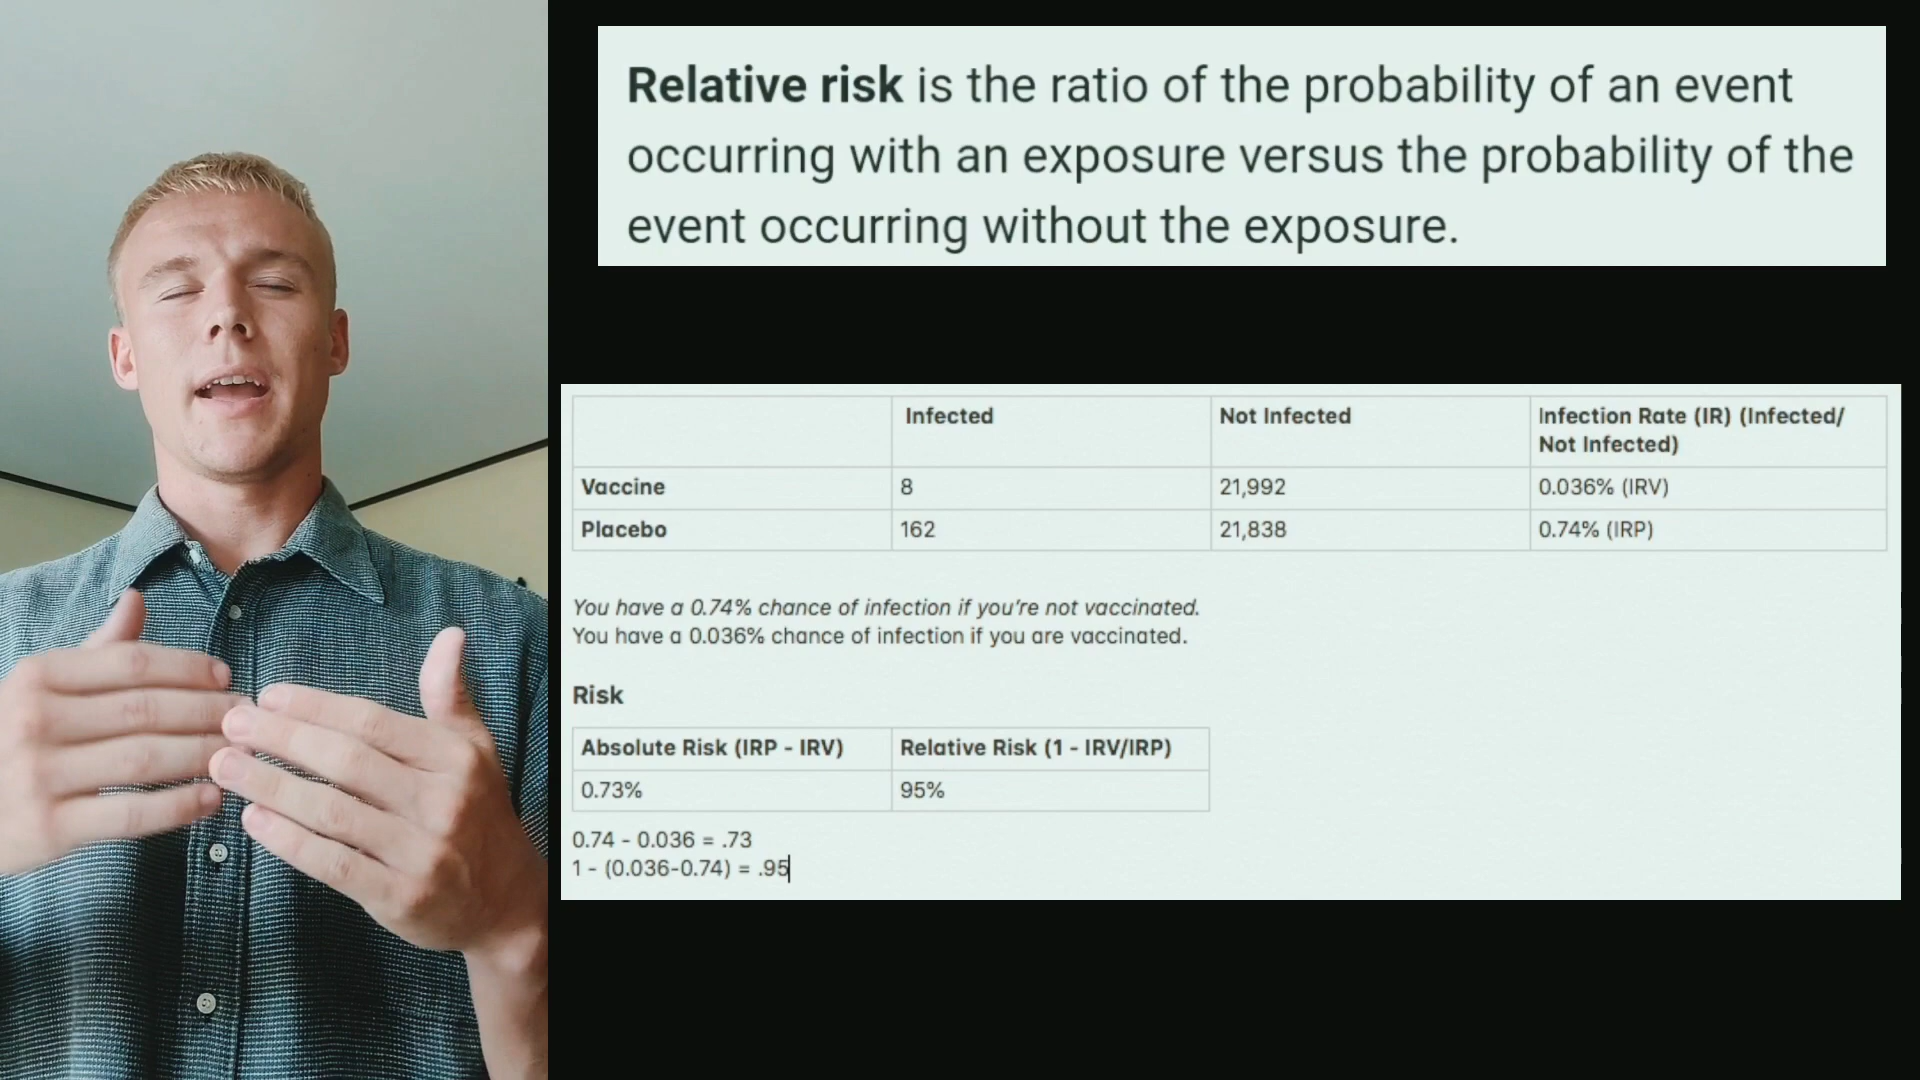 Relative risk is the ratio of the probability of an event
occurring with an exposure versus the probability of the
event occurring without the exposure.
Infected Not Infected Infection Rate (IR) (Infected/
Not Infected)
Vaccine 8 21,992 0.036% (IRV)
Placebo 162 21,838 0.74% (IRP)
You have a 0.74% chance of infection if you're not vaccinated.
You have a 0.036% chance of infection if you are vaccinated.
Risk
Absolute Risk (IRP - IRV) Relative Risk (1 - IRV/IRP)
0.73% 95%
0.74 - 0.036 = .73
1 - (0.036-0.74) = .95